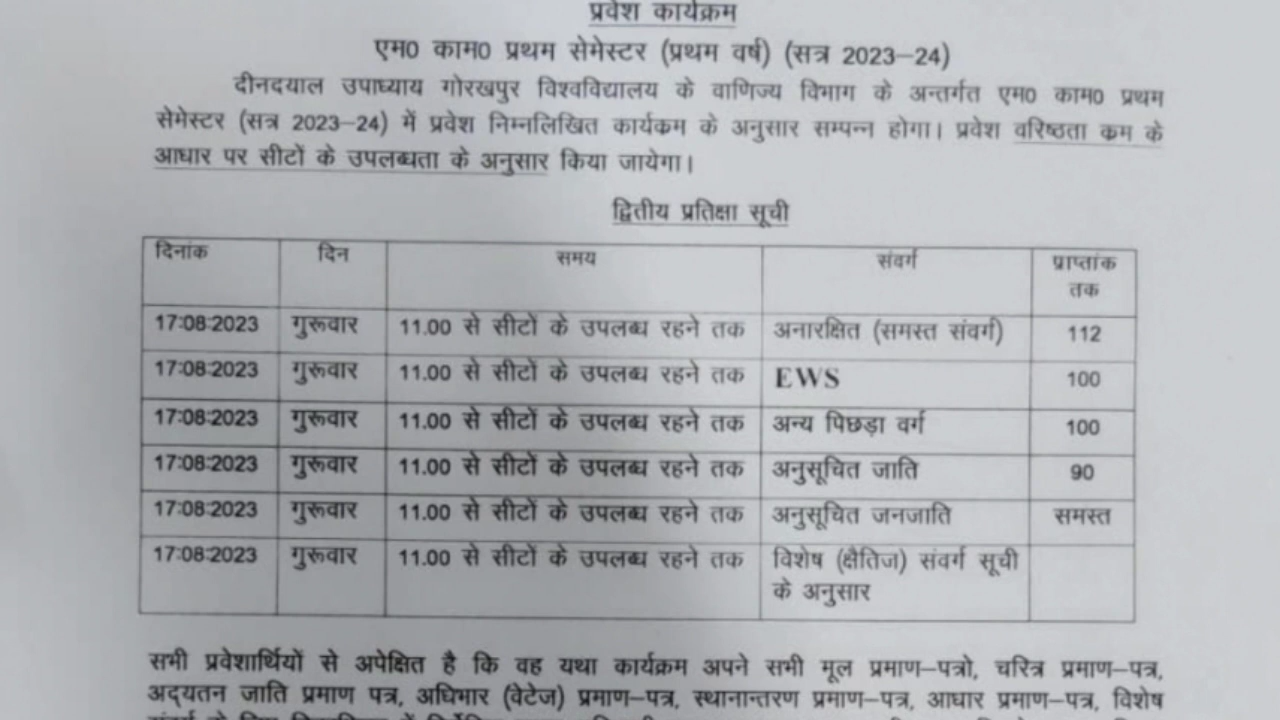 प्रवेश कार्यक्रम
एम0 काम0 प्रथम सेमेस्टर (प्रथम वर्ष) (सत्र 2023–24)
दीनदयाल उपाध्याय गोरखपुर विश्वविद्यालय के वाणिज्य विभाग के अन्तर्गत एम0 काम0 प्रथम
सेमेस्टर (सत्र 2023–24) में प्रवेश निम्नलिखित कार्यक्रम के अनुसार सम्पन्न होगा। प्रवेश वरिष्ठता क्रम के
आधार पर सीटों के उपलब्धता के अनुसार किया जायेगा।
द्वितीय प्रतिक्षा सूची
दिनांक दिन समय संवर्ग प्राप्तांक
तक
17:08:2023 गुरूवार 11.00 से सीटों के उपलब्ध रहने तक अनारक्षित (समस्त संवर्ग) 112
17:08:2023 गुरूवार 11.00 से सीटों के उपलब्ध रहने तक EWS 100
17:08:2023 गुरूवार 11.00 से सीटों के उपलब्ध रहने तक अन्य पिछड़ा वर्ग 100
17:08:2023 गुरूवार 11.00 से सीटों के उपलब्ध रहने तक अनुसूचित जाति 90
17:08:2023 गुरूवार 11.00 से सीटों के उपलब्ध रहने तक अनुसूचित जनजाति समस्त
17:08:2023 गुरूवार 11.00 से सीटों के उपलब्ध रहने तक विशेष (क्षैतिज) संवर्ग सूची
के अनुसार
सभी प्रवेशार्थियों से अपेक्षित है कि वह यथा कार्यक्रम अपने सभी मूल प्रमाण–पत्रो, चरित्र प्रमाण–पत्र,
अद्यतन जाति प्रमाण पत्र, अधिभार (वेटेज) प्रमाण–पत्र, स्थानान्तरण प्रमाण–पत्र, आधार प्रमाण–पत्र, विशेष